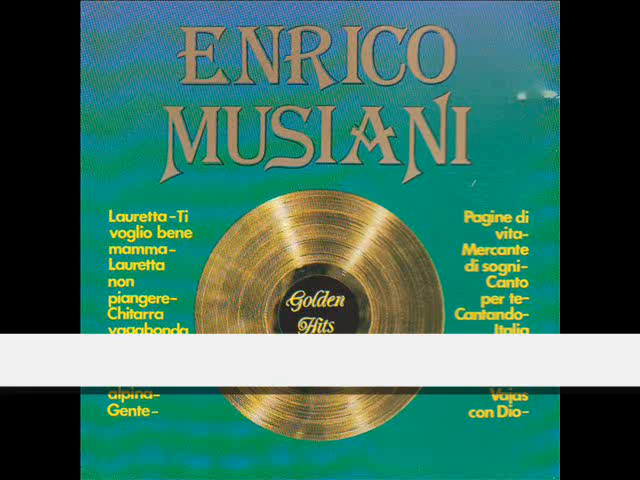 ENRICO
MUSIANI
Lauretta-Ti
voglio bene
mamma-
Lauretta
non
piangere-
Chitarra
vagabonda
alpina-
Gente-
Golden
Hits
Pagine di
vita-
Mercante
di sogni-
Canto
per te-
Cantando-
Italia
Vajas
con Dio-